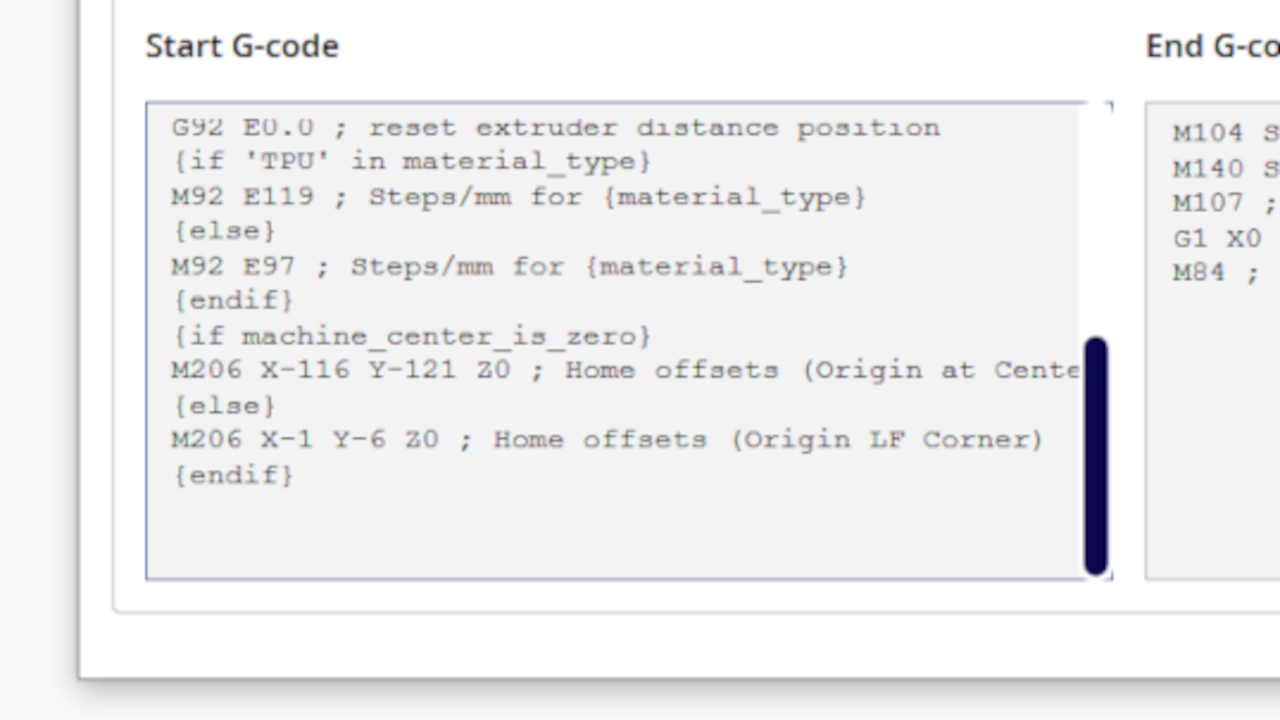 Start G-code
G92 E0.0 ; reset extruder distance position
{if 'TPU' in material_type}
M92 E119 ; Steps/mm for {material_type}
{else}
M92 E97 ; Steps/mm for {material_type}
{endif}
{if machine_center_is_zero}
M206 X-116 Y-121 Z0 ; Home offsets (Origin at Cente
{else}
M206 X-1 Y-6 Z0 ; Home offsets (Origin LF Corner)
{endif}
End G-co
M104 S
M140 S
M107 ;
G1 X0
M84 ;